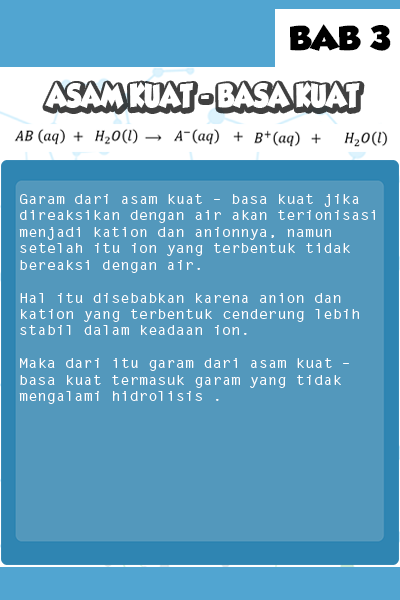 BAB 3
ASAM KUAT - BASA KUAT
AB (aq) + H₂O(l) → A⁻(aq) + B⁺(aq) + H₂O(l)
Garam dari asam kuat - basa kuat jika
direaksikan dengan air akan terionisasi
menjadi kation dan anionnya, namun
setelah itu ion yang terbentuk tidak
bereaksi dengan air.
Hal itu disebabkan karena anion dan
kation yang terbentuk cenderung lebih
stabil dalam keadaan ion.
Maka dari itu garam dari asam kuat -
basa kuat termasuk garam yang tidak
mengalami hidrolisis .